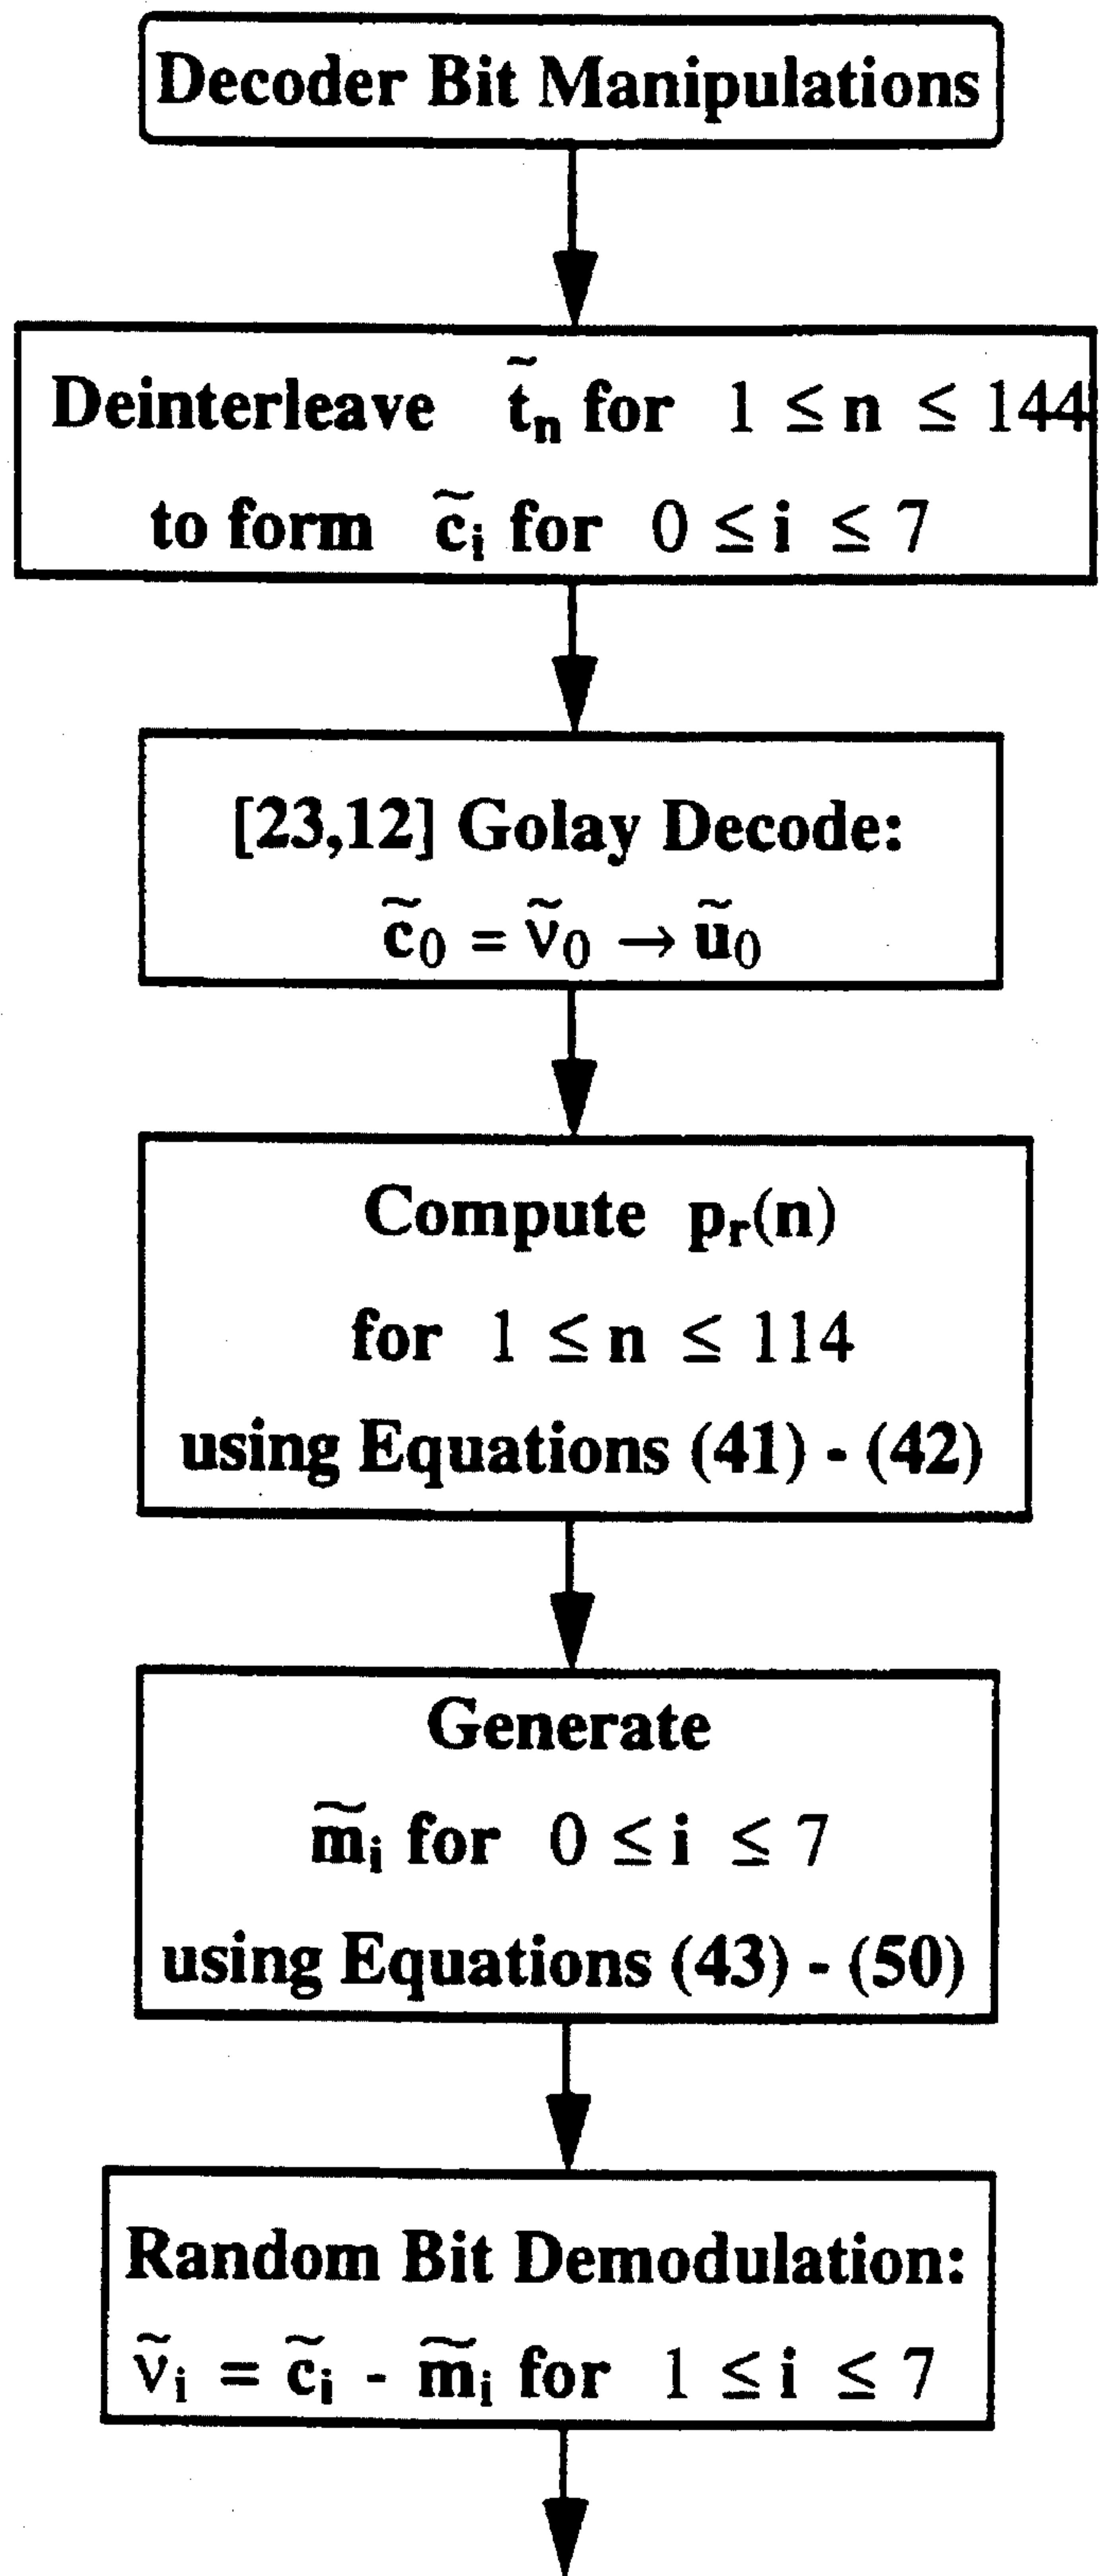 Decoder Bit Manipulations
Deinterleave t̃ₙ for 1 ≤ n ≤ 144
to form c̃ᵢ for 0 ≤ i ≤ 7
[23,12] Golay Decode:
c̃₀ = ṽ₀ → ũ₀
Compute pᵣ(n)
for 1 ≤ n ≤ 114
using Equations (41) - (42)
Generate
m̃ᵢ for 0 ≤ i ≤ 7
using Equations (43) - (50)
Random Bit Demodulation:
ṽᵢ = c̃ᵢ - m̃ᵢ for 1 ≤ i ≤ 7